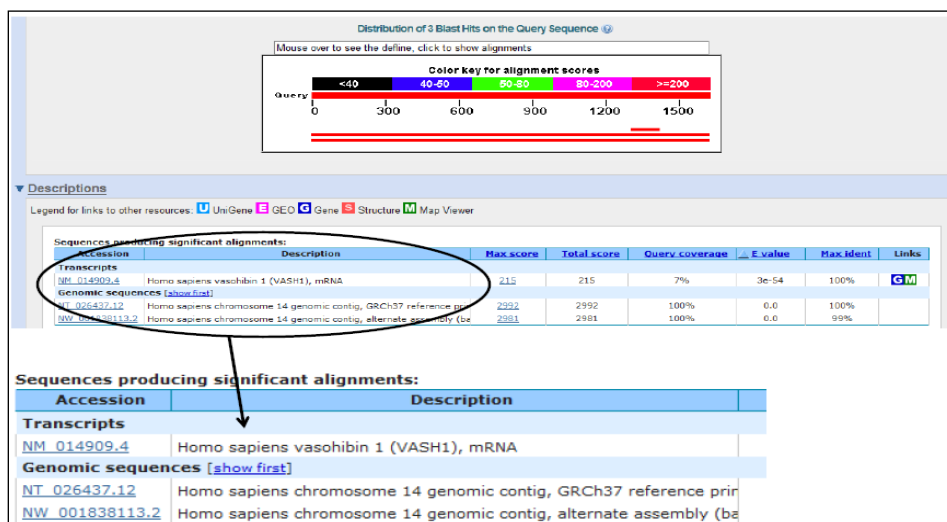 Distribution of 3 Blast Hits on the Query Sequence
Mouse over to see the define, click to show alignments
Color key for alignment scores
<40 40-50 50-80 80-200 >=200
Query
0 300 600 900 1200 1500
Descriptions
Legend for links to other resources: U UniGene E GEO G Gene S Structure M Map Viewer
Sequences producing significant alignments:
Accession Description Max score Total score Query coverage E value Max ident Links
Transcripts
NM_014909.4 Homo sapiens vasohibin 1 (VASH1), mRNA 215 215 7% 3e-54 100% G M
Genomic sequences [show first]
NT_026437.12 Homo sapiens chromosome 14 genomic contig, GRCh37 reference prin 2992 2992 100% 0.0 100%
NW_001838113.2 Homo sapiens chromosome 14 genomic contig, alternate assembly (ba 2981 2981 100% 0.0 99%
Sequences producing significant alignments:
Accession Description
Transcripts
NM_014909.4 Homo sapiens vasohibin 1 (VASH1), mRNA
Genomic sequences [show first]
NT_026437.12 Homo sapiens chromosome 14 genomic contig, GRCh37 reference prir
NW_001838113.2 Homo sapiens chromosome 14 genomic contig, alternate assembly (ba